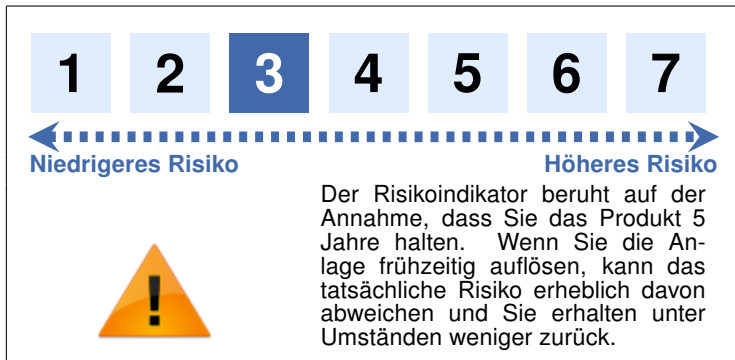 1 2 3 4 5 6 7
Niedrigeres Risiko Höheres Risiko
Der Risikoindikator beruht auf der
Annahme, dass Sie das Produkt 5
Jahre halten. Wenn Sie die An-
lage frühzeitig auflösen, kann das
tatsächliche Risiko erheblich davon
abweichen und Sie erhalten unter
Umständen weniger zurück.
!